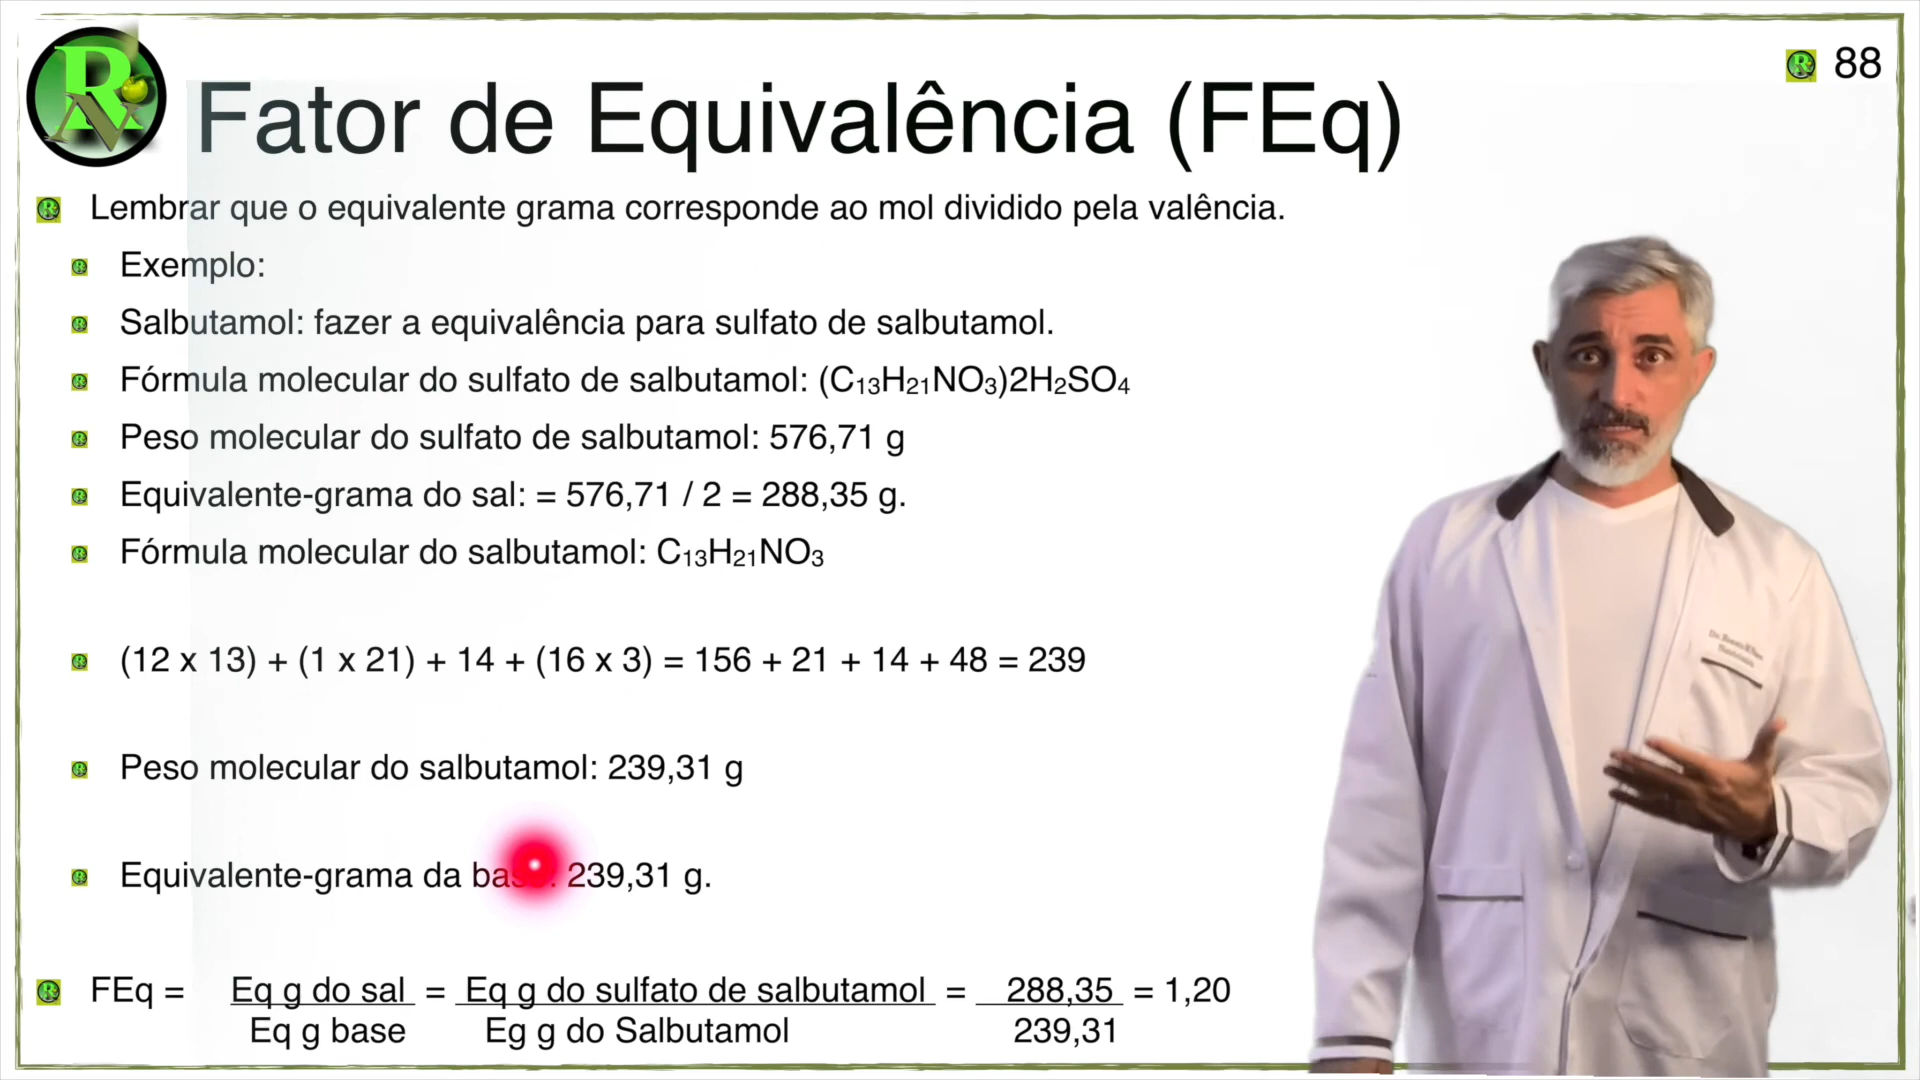 88
Fator de Equivalência (FEq)
Lembrar que o equivalente grama corresponde ao mol dividido pela valência.
Exemplo:
Salbutamol: fazer a equivalência para sulfato de salbutamol.
Fórmula molecular do sulfato de salbutamol: (C₁₃H₂₁NO₃)2H₂SO₄
Peso molecular do sulfato de salbutamol: 576,71 g
Equivalente-grama do sal: = 576,71 / 2 = 288,35 g.
Fórmula molecular do salbutamol: C₁₃H₂₁NO₃
(12 x 13) + (1 x 21) + 14 + (16 x 3) = 156 + 21 + 14 + 48 = 239
Peso molecular do salbutamol: 239,31 g
Equivalente-grama da base: 239,31 g.
FEq = Eq g do sal = Eq g do sulfato de salbutamol = 288,35 = 1,20
Eq g base Eg g do Salbutamol 239,31